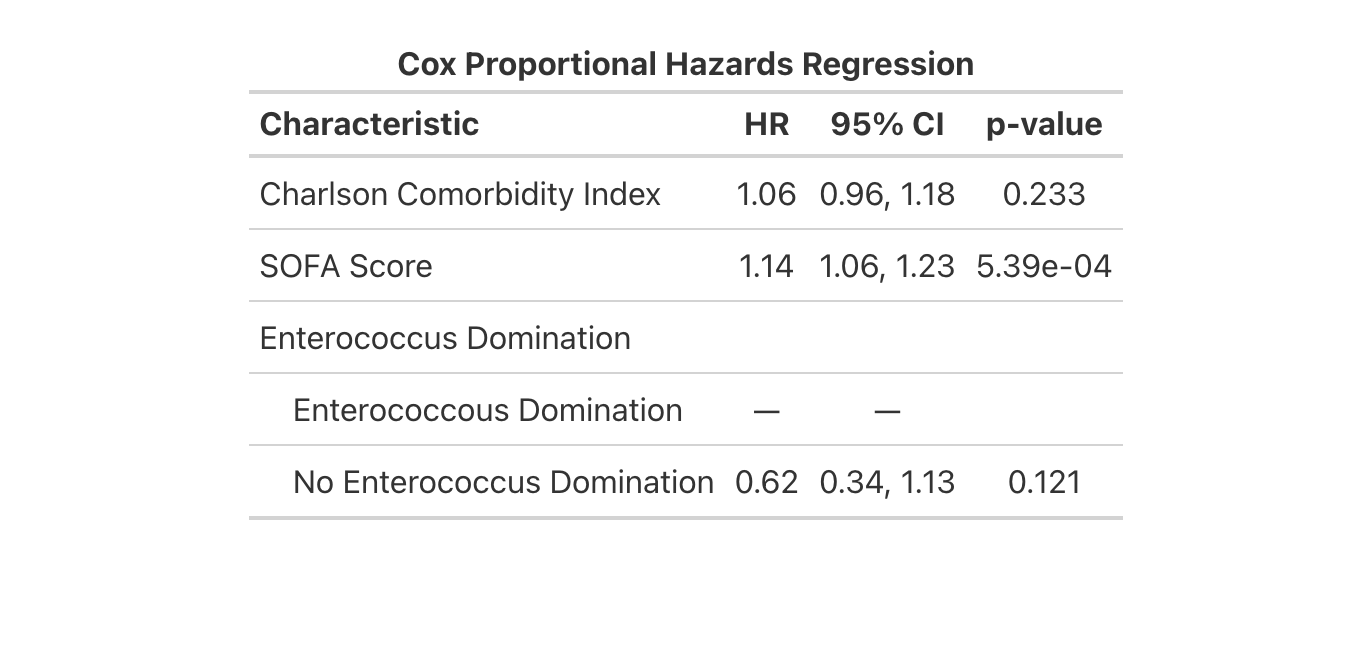 Cox Proportional Hazards Regression
Characteristic HR 95% CI p-value
Charlson Comorbidity Index 1.06 0.96, 1.18 0.233
SOFA Score 1.14 1.06, 1.23 5.39e-04
Enterococcus Domination
Enterococcous Domination — —
No Enterococcus Domination 0.62 0.34, 1.13 0.121